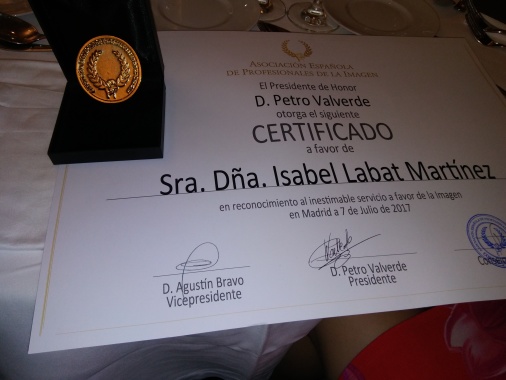 ASOCIACIÓN ESPAÑOLA
DE PROFESIONALES DE LA IMAGEN
El Presidente de Honor
D. Petro Valverde
otorga el siguiente
CERTIFICADO
a favor de
Sra. Dña. Isabel Labat Martínez
en reconocimiento al inestimable servicio a favor de la Imagen
en Madrid a 7 de Julio de 2017
D. Agustin Bravo
Vicepresidente
D. Petro Valverde
Presidente